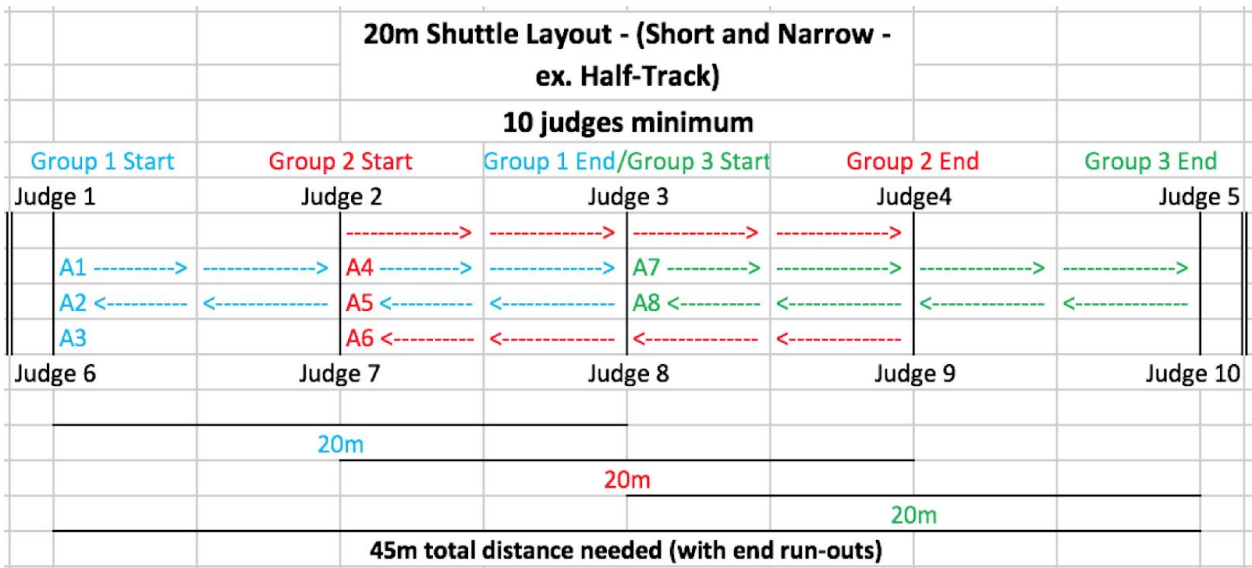 20m Shuttle Layout - (Short and Narrow -
ex. Half-Track)
10 judges minimum
Group 1 Start Group 2 Start Group 1 End/Group 3 Start Group 2 End Group 3 End
Judge 1 Judge 2 Judge 3 Judge4 Judge 5
A1 A4 A7
A2 A5 A8
A3 A6
Judge 6 Judge 7 Judge 8 Judge 9 Judge 10
20m
20m
20m
45m total distance needed (with end run-outs)